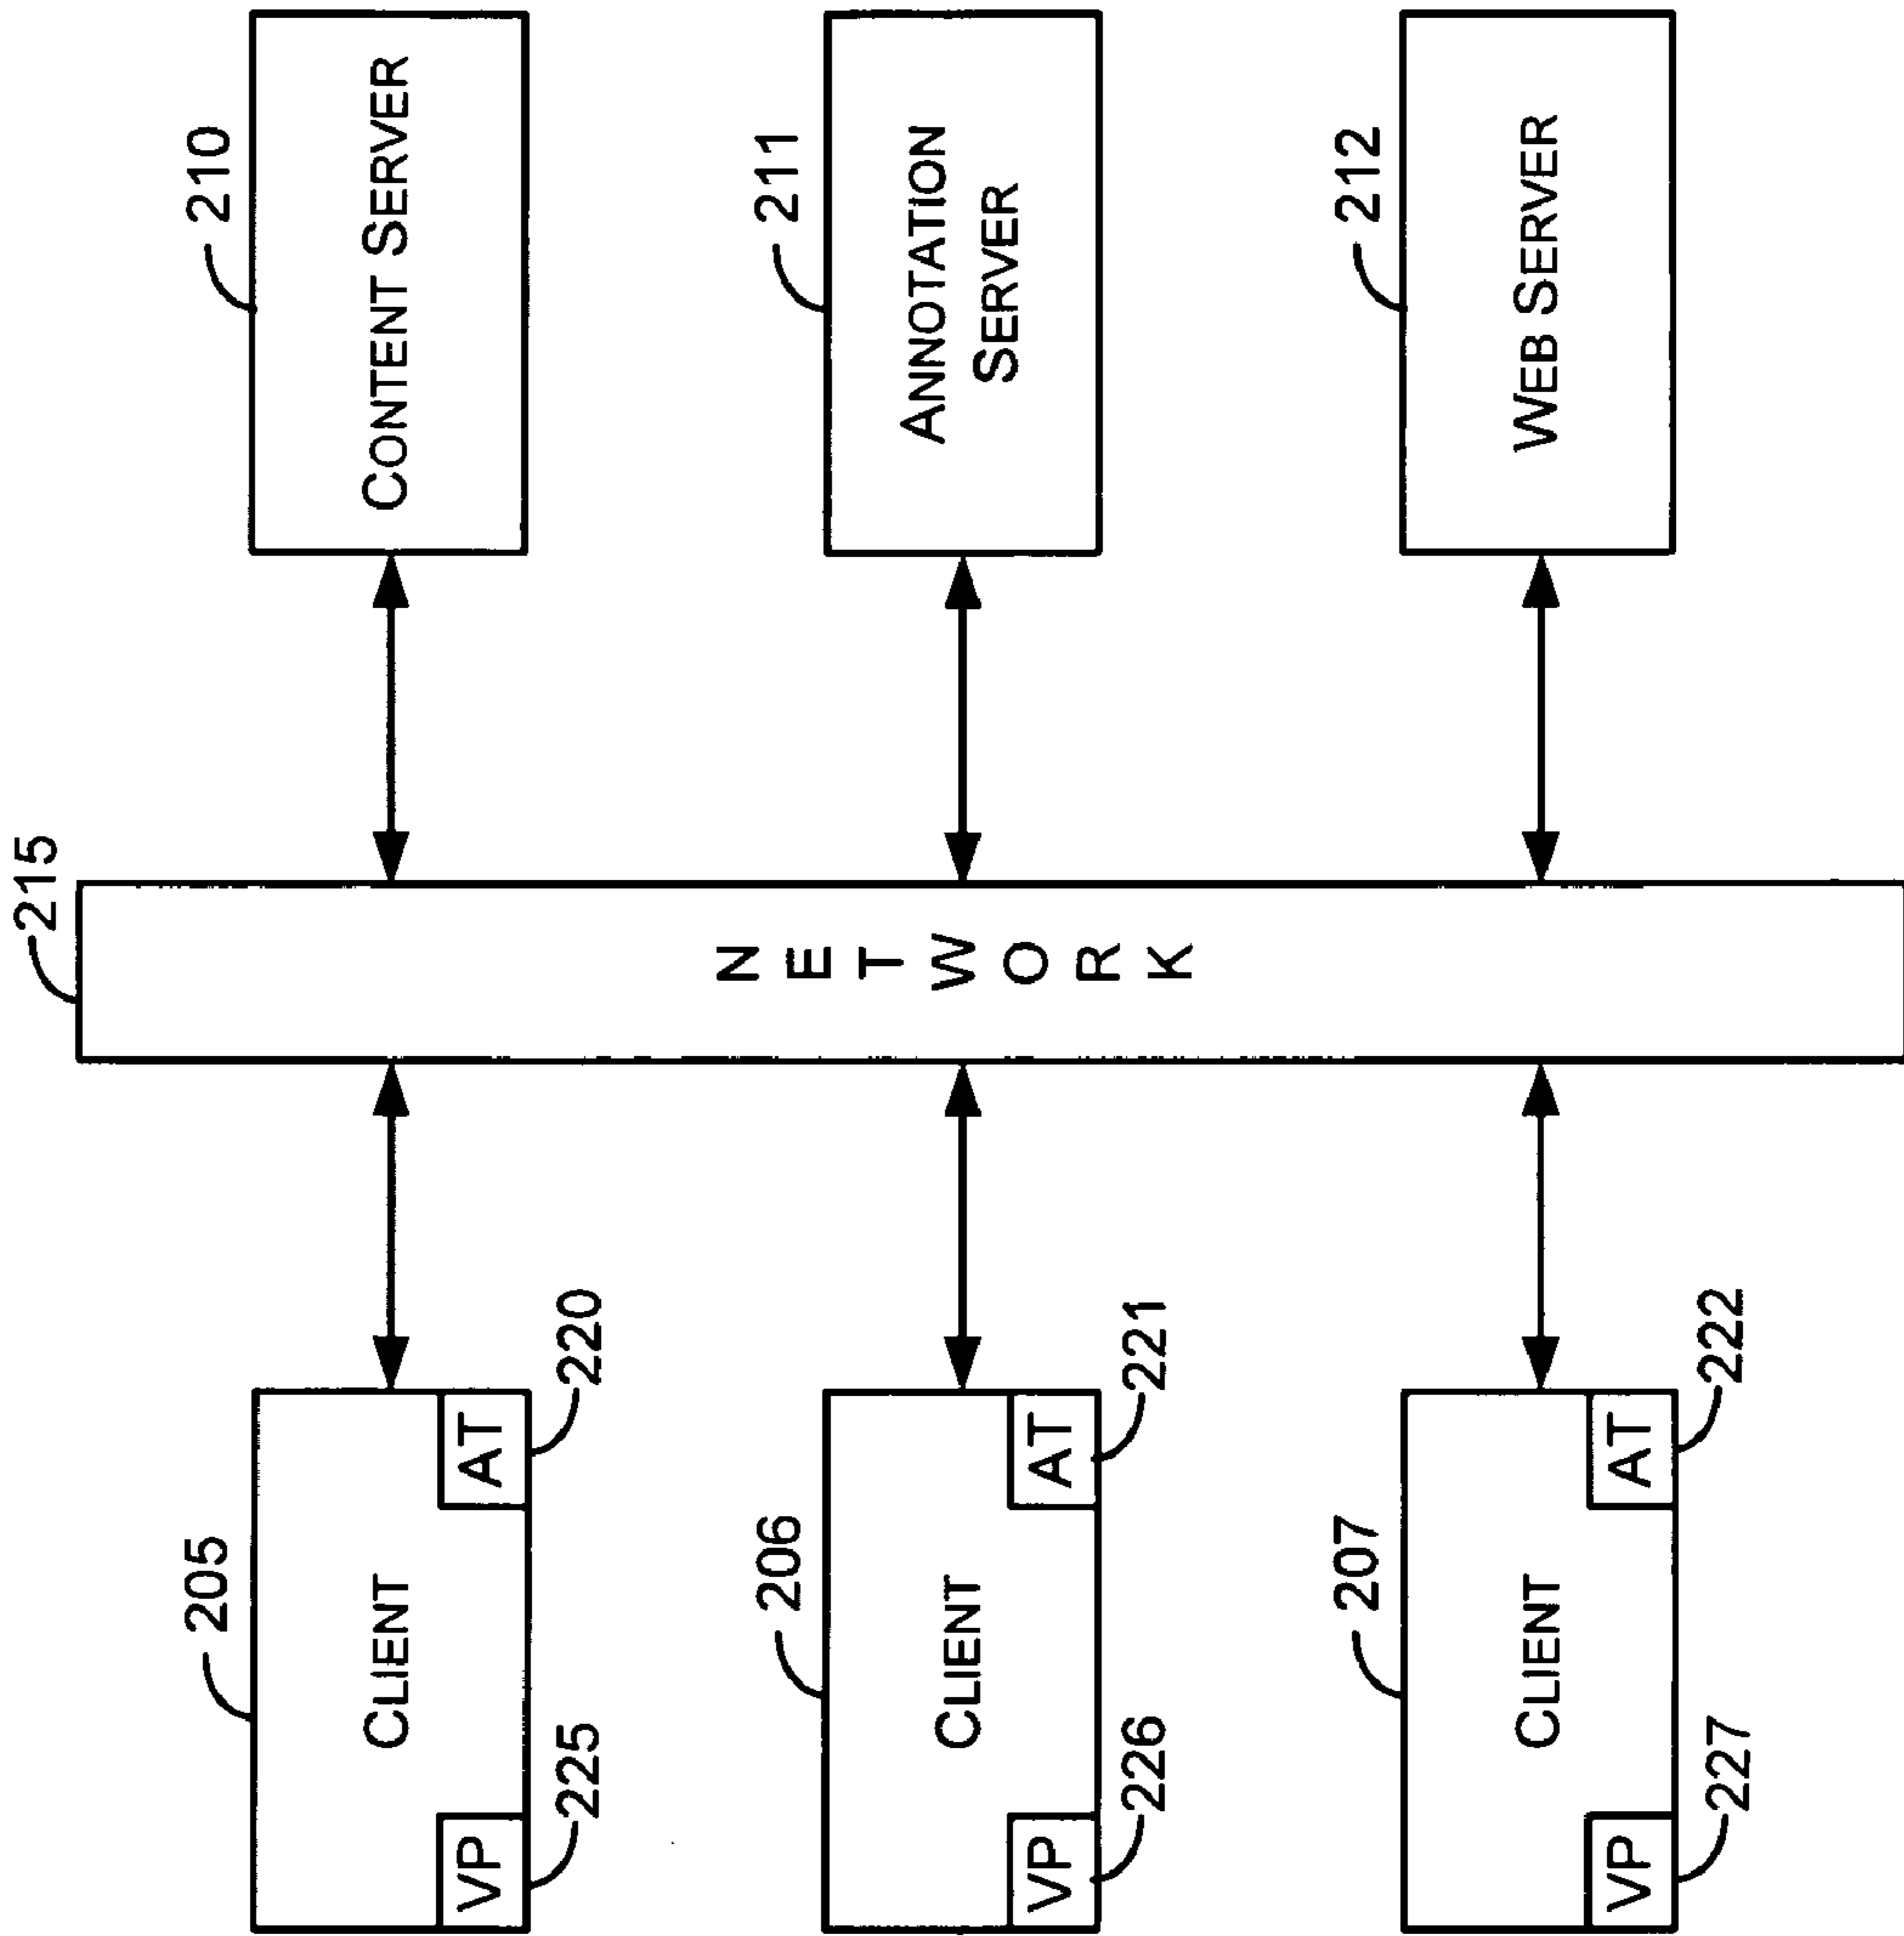 215
205
CLIENT
VP
AT
225
220
210
CONTENT SERVER
206
CLIENT
VP
AT
226
221
NETWORK
211
ANNOTATION
SERVER
207
CLIENT
VP
AT
227
222
212
WEB SERVER